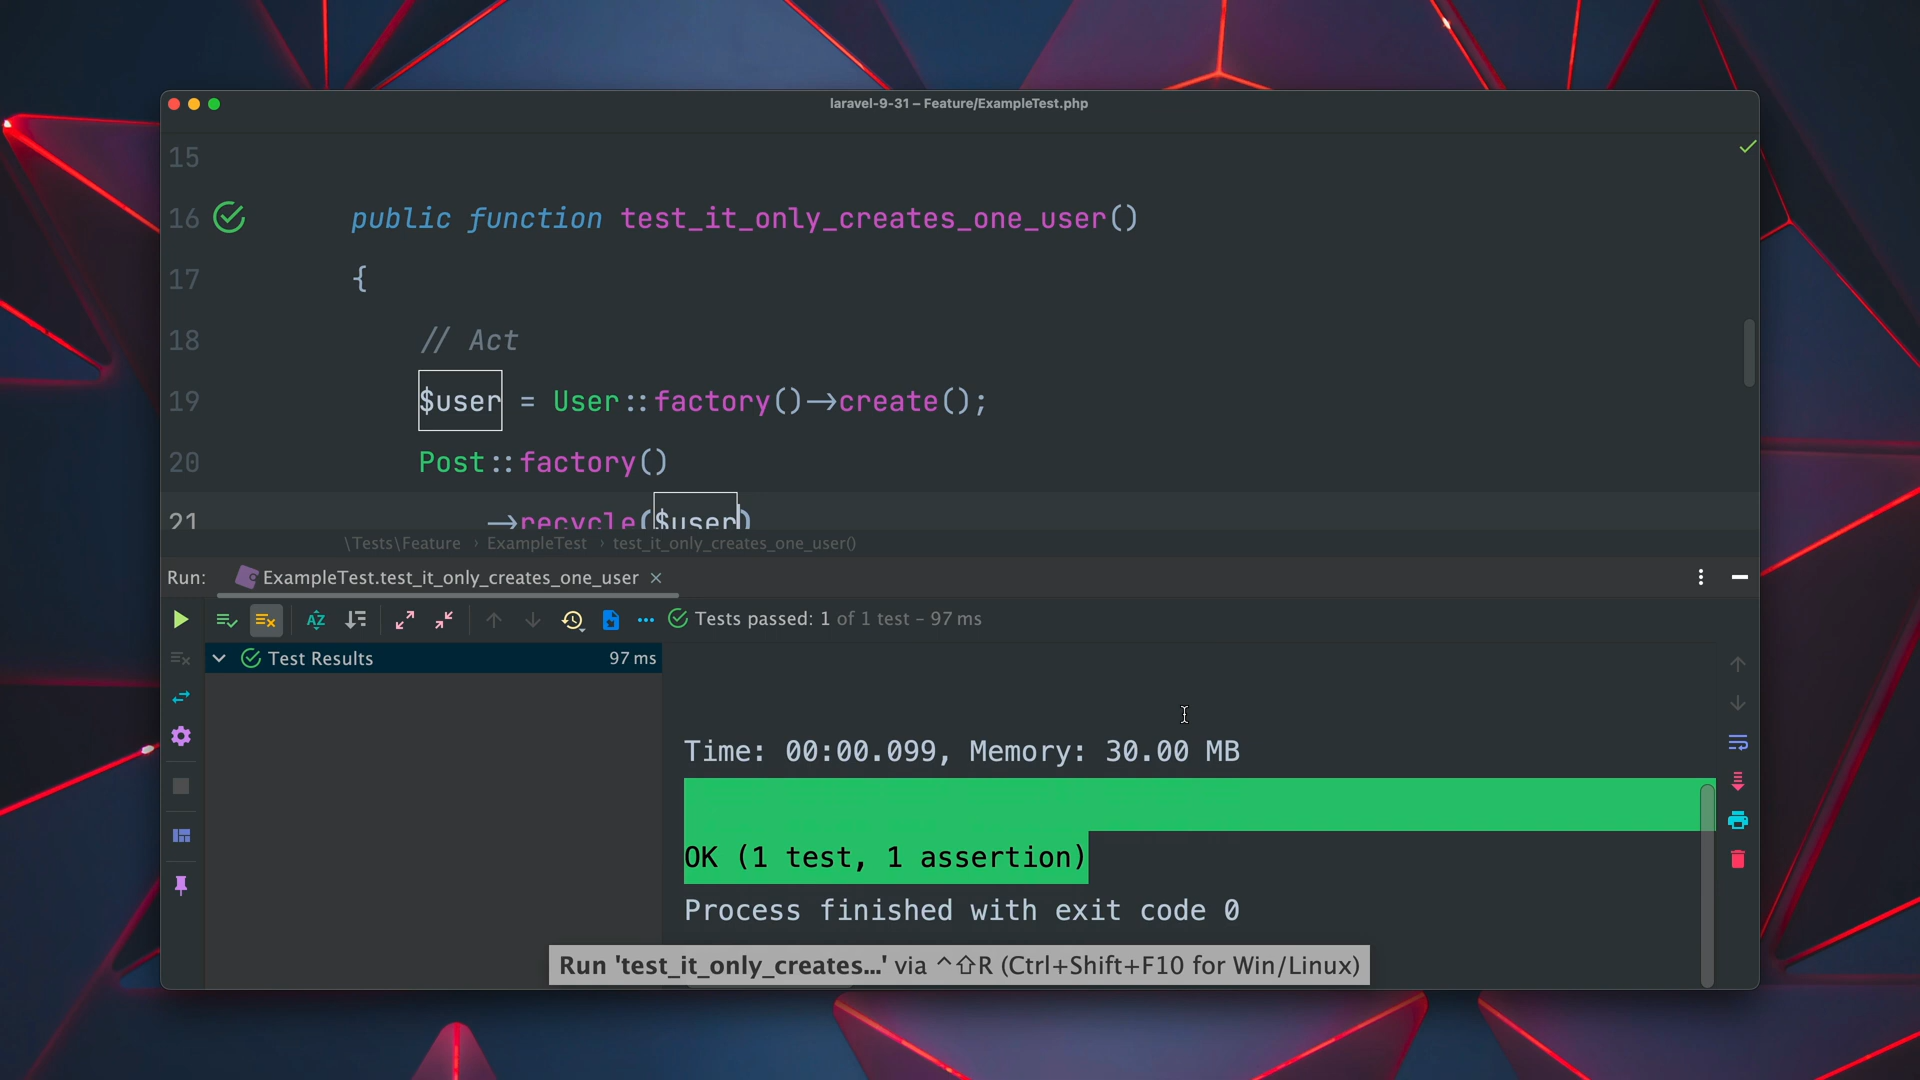 laravel-9-31 – Feature/ExampleTest.php
15
16 public function test_it_only_creates_one_user()
17 {
18 // Act
19 $user = User::factory()->create();
20 Post::factory()
21 ->recycle($user)
\Tests\Feature › ExampleTest › test_it_only_creates_one_user()
Run: ExampleTest.test_it_only_creates_one_user ×
Tests passed: 1 of 1 test – 97 ms
Test Results 97 ms
Time: 00:00.099, Memory: 30.00 MB
OK (1 test, 1 assertion)
Process finished with exit code 0
Run 'test_it_only_creates...' via ^⇧R (Ctrl+Shift+F10 for Win/Linux)